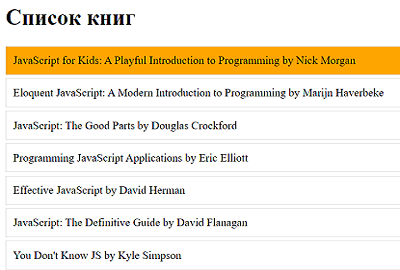 Список книг
JavaScript for Kids: A Playful Introduction to Programming by Nick Morgan
Eloquent JavaScript: A Modern Introduction to Programming by Marijn Haverbeke
JavaScript: The Good Parts by Douglas Crockford
Programming JavaScript Applications by Eric Elliott
Effective JavaScript by David Herman
JavaScript: The Definitive Guide by David Flanagan
You Don't Know JS by Kyle Simpson